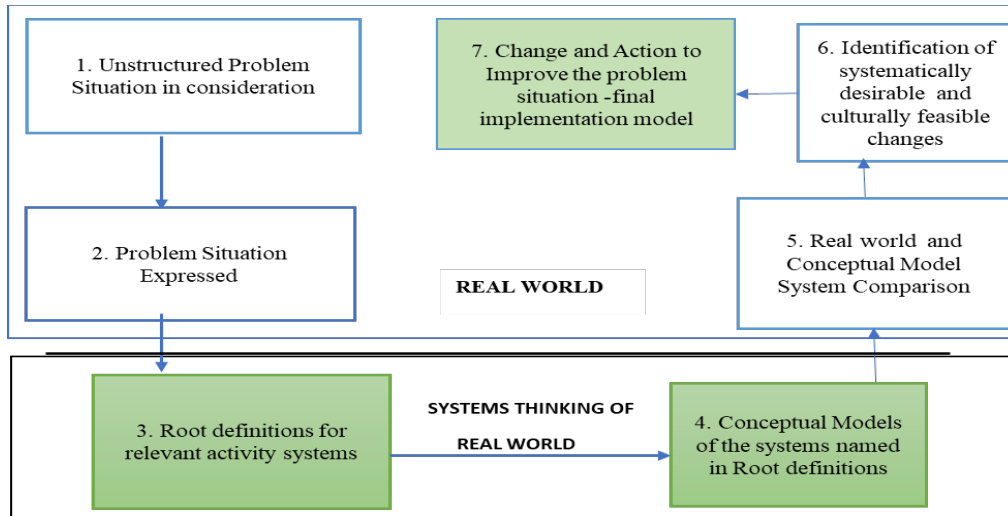 1. Unstructured Problem
Situation in consideration
2. Problem Situation
Expressed
3. Root definitions for
relevant activity systems
SYSTEMS THINKING OF
REAL WORLD
4. Conceptual Models
of the systems named
in Root definitions
5. Real world and
Conceptual Model
System Comparison
6. Identification of
systematically
desirable and
culturally feasible
changes
7. Change and Action to
Improve the problem
situation -final
implementation model
REAL WORLD